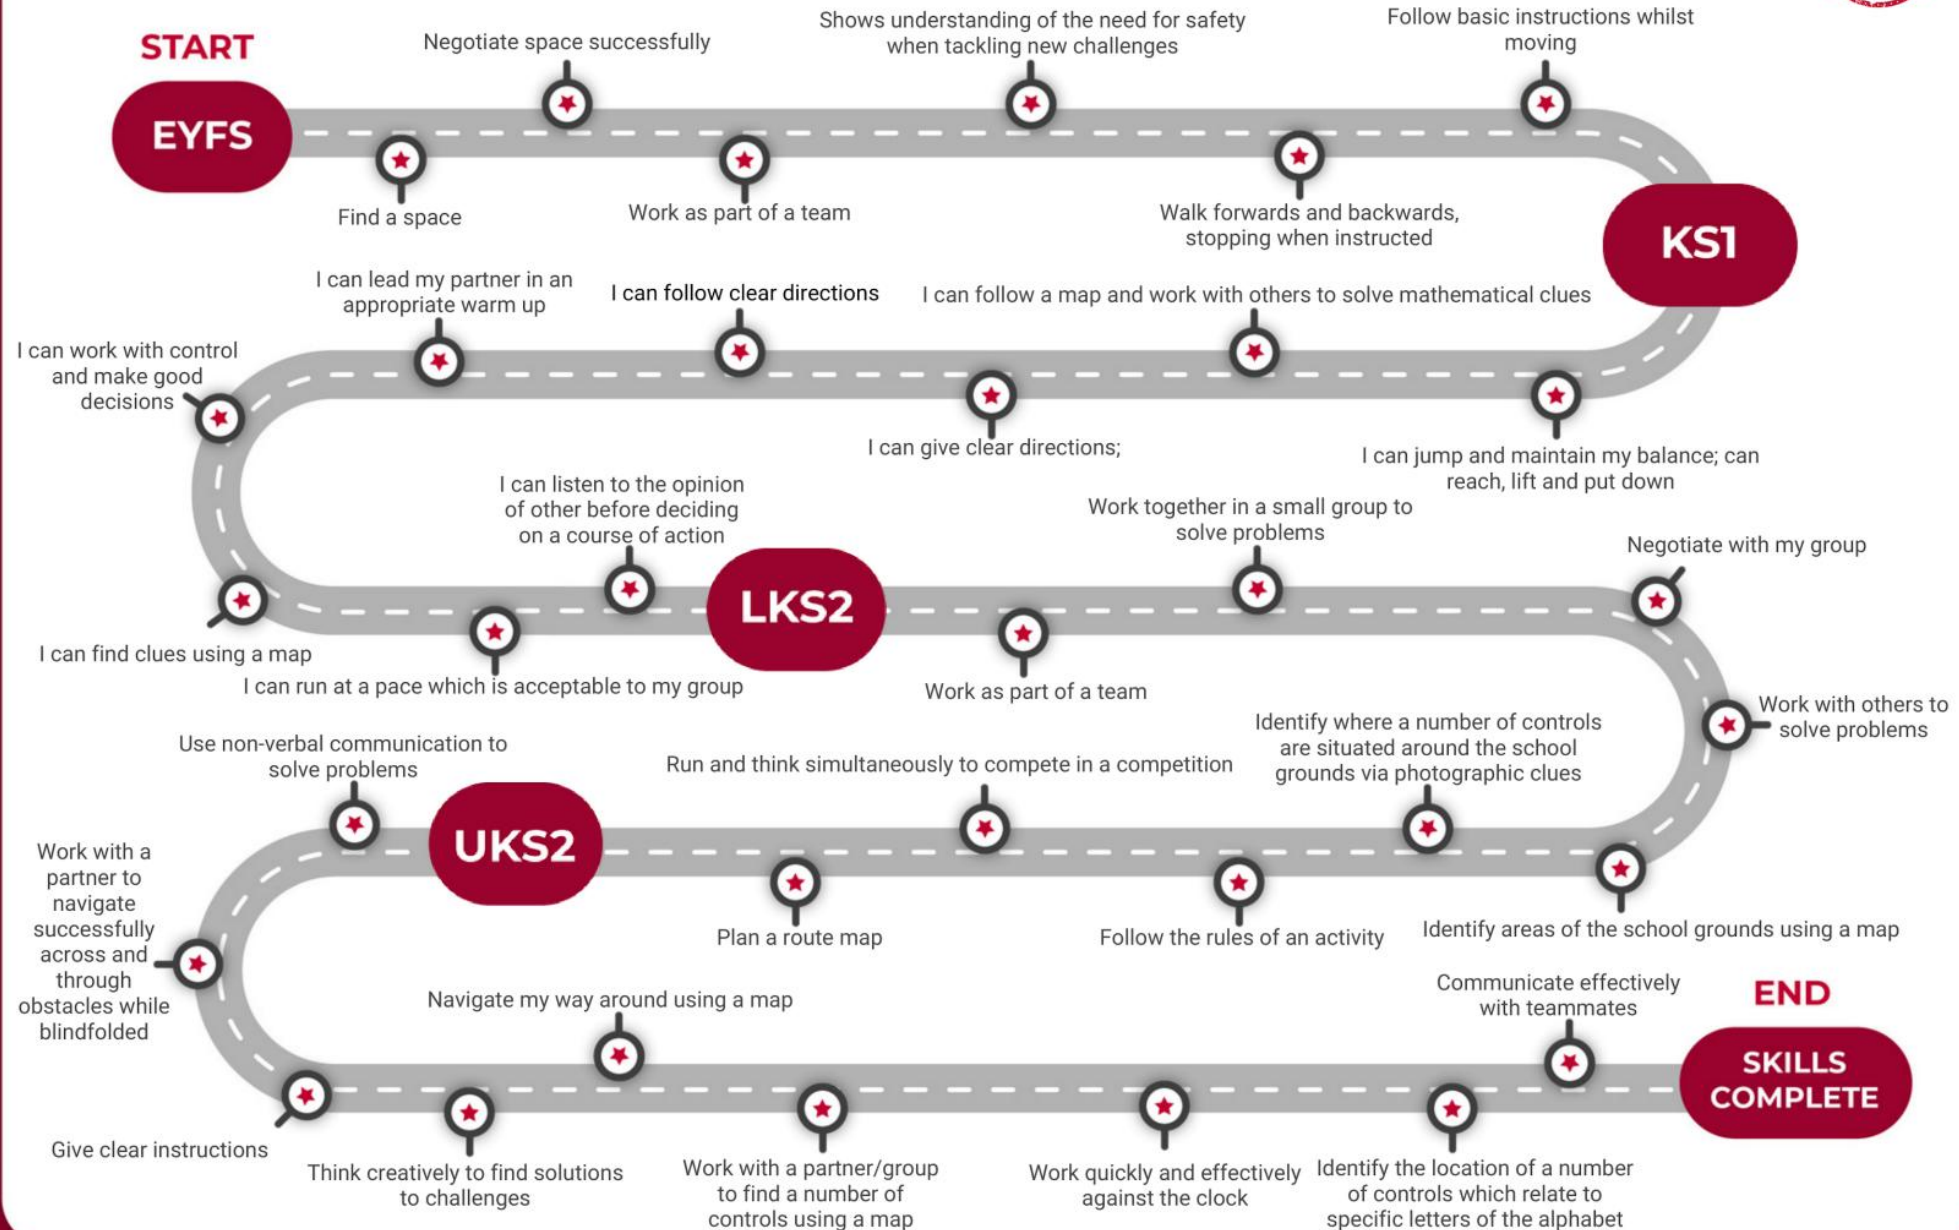 START
EYFS
Find a space
Negotiate space successfully
Work as part of a team
Shows understanding of the need for safety
when tackling new challenges
Walk forwards and backwards,
stopping when instructed
Follow basic instructions whilst
moving
KS1
I can jump and maintain my balance; can
reach, lift and put down
I can follow a map and work with others to solve mathematical clues
I can give clear directions;
I can follow clear directions
I can lead my partner in an
appropriate warm up
I can work with control
and make good
decisions
I can find clues using a map
I can run at a pace which is acceptable to my group
I can listen to the opinion
of other before deciding
on a course of action
LKS2
Work as part of a team
Work together in a small group to
solve problems
Negotiate with my group
Work with others to
solve problems
Identify areas of the school grounds using a map
Identify where a number of controls
are situated around the school
grounds via photographic clues
Follow the rules of an activity
Run and think simultaneously to compete in a competition
Plan a route map
UKS2
Use non-verbal communication to
solve problems
Work with a
partner to
navigate
successfully
across and
through
obstacles while
blindfolded
Give clear instructions
Think creatively to find solutions
to challenges
Navigate my way around using a map
Work with a partner/group
to find a number of
controls using a map
Work quickly and effectively
against the clock
Identify the location of a number
of controls which relate to
specific letters of the alphabet
Communicate effectively
with teammates
END
SKILLS
COMPLETE